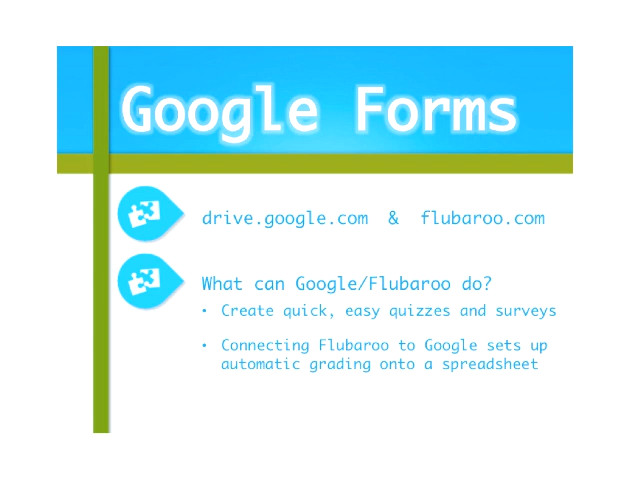 Google Forms
drive.google.com & flubaroo.com
What can Google/Flubaroo do?
• Create quick, easy quizzes and surveys
• Connecting Flubaroo to Google sets up
automatic grading onto a spreadsheet